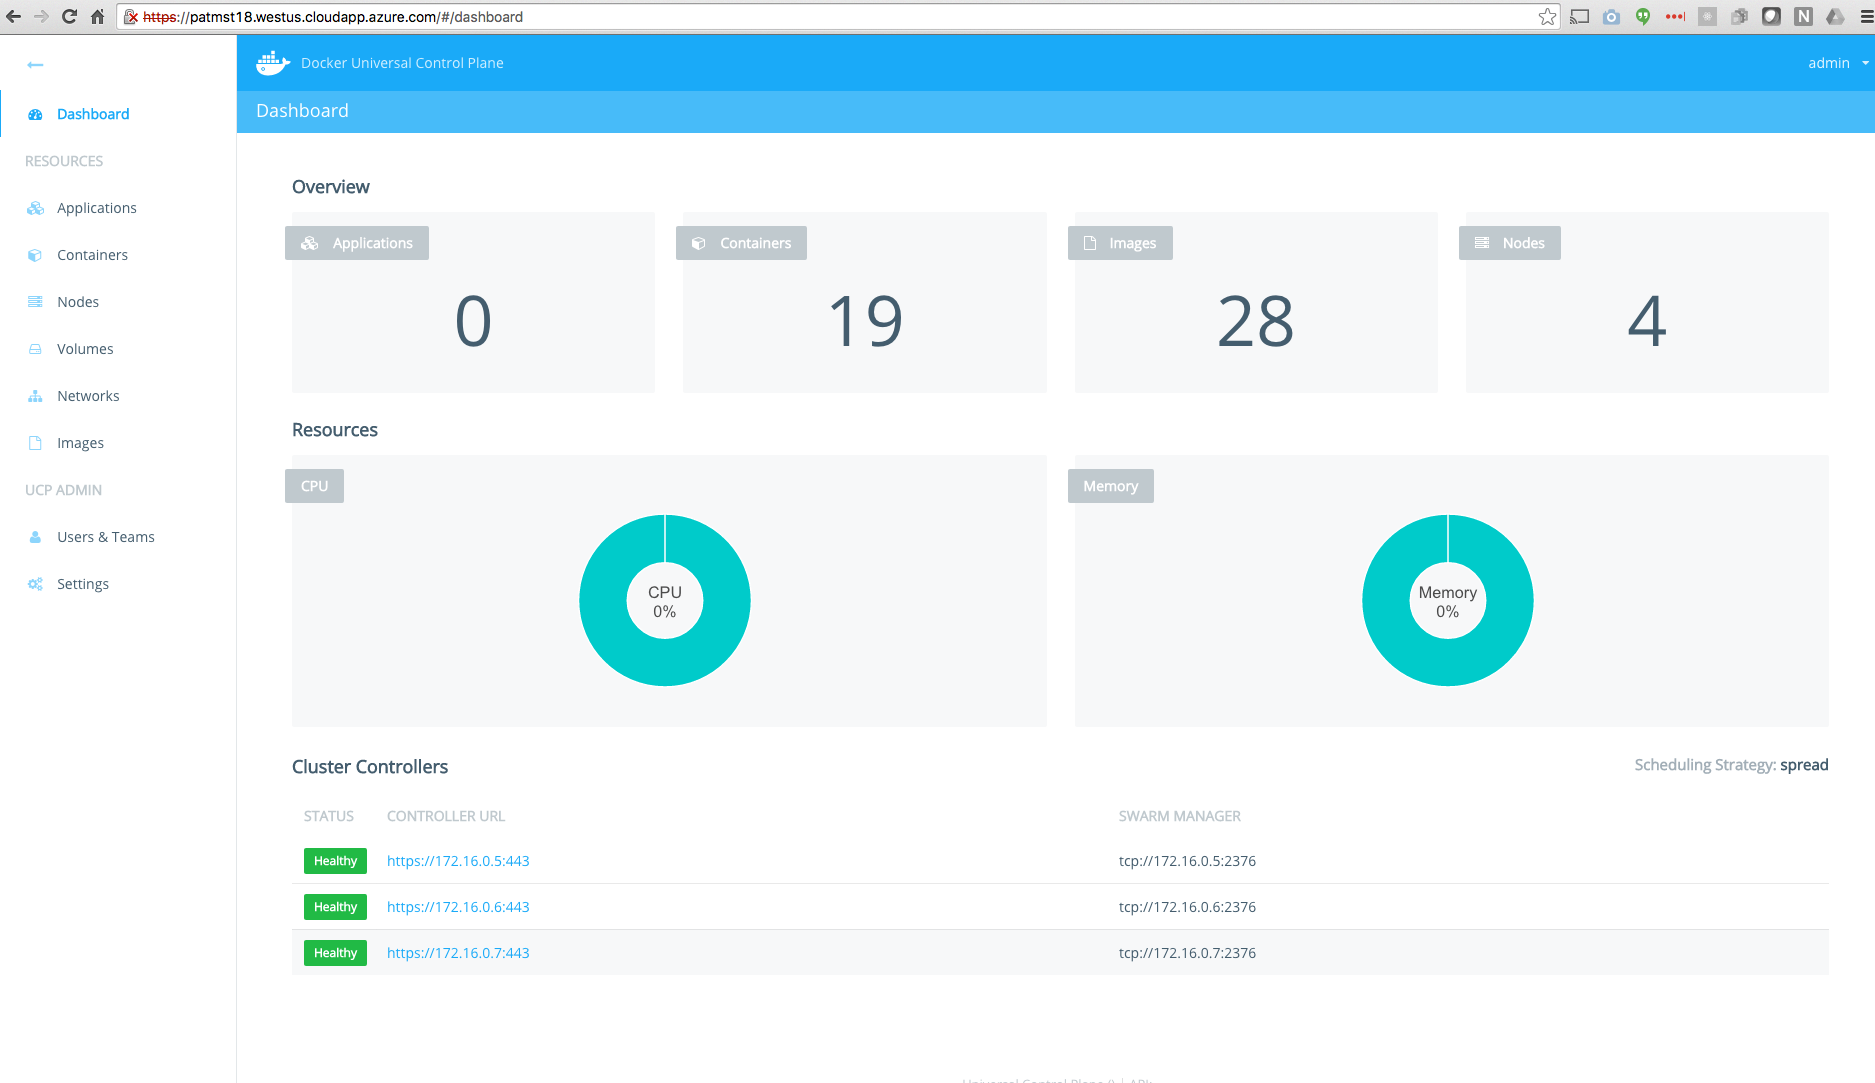 https://patmst18.westus.cloudapp.azure.com/#/dashboard
Docker Universal Control Plane
admin
Dashboard
Dashboard
RESOURCES
Applications
Containers
Nodes
Volumes
Networks
Images
UCP ADMIN
Users & Teams
Settings
Overview
Applications
0
Containers
19
Images
28
Nodes
4
Resources
CPU
CPU
0%
Memory
Memory
0%
Cluster Controllers
Scheduling Strategy: spread
STATUS CONTROLLER URL SWARM MANAGER
Healthy https://172.16.0.5:443 tcp://172.16.0.5:2376
Healthy https://172.16.0.6:443 tcp://172.16.0.6:2376
Healthy https://172.16.0.7:443 tcp://172.16.0.7:2376